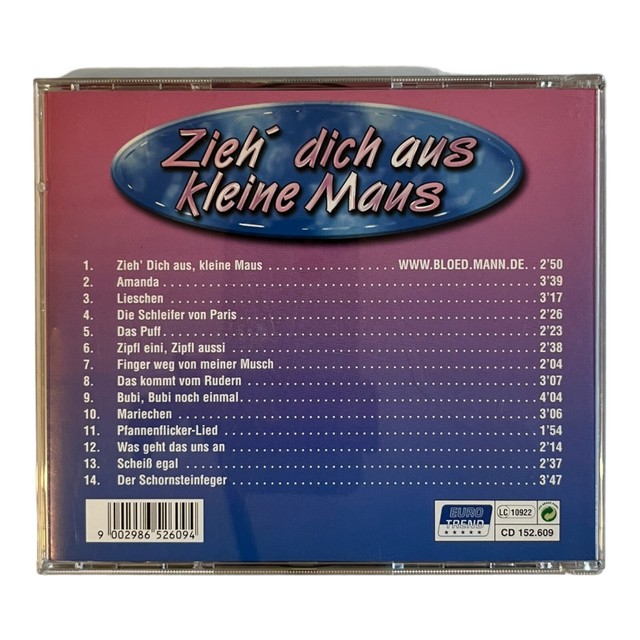 Zieh´ dich aus
kleine Maus
1. Zieh' Dich aus, kleine Maus . . . . . . . . . . . . . . . . . . . WWW.BLOED.MANN.DE. . 2'50
2. Amanda . . . . . . . . . . . . . . . . . . . . . . . . . . . . . . 3'39
3. Lieschen . . . . . . . . . . . . . . . . . . . . . . . . . . . . . . 3'17
4. Die Schleifer von Paris . . . . . . . . . . . . . . . . . . . . . . . . . . . . . . 2'26
5. Das Puff . . . . . . . . . . . . . . . . . . . . . . . . . . . . . . 2'23
6. Zipfl eini, Zipfl aussi . . . . . . . . . . . . . . . . . . . . . . . . . . . . . . 2'38
7. Finger weg von meiner Musch . . . . . . . . . . . . . . . . . . . . . . . . . . . . . . 2'04
8. Das kommt vom Rudern . . . . . . . . . . . . . . . . . . . . . . . . . . . . . . 3'07
9. Bubi, Bubi noch einmal . . . . . . . . . . . . . . . . . . . . . . . . . . . . . . 4'04
10. Mariechen . . . . . . . . . . . . . . . . . . . . . . . . . . . . . . 3'06
11. Pfannenflicker-Lied . . . . . . . . . . . . . . . . . . . . . . . . . . . . . . 1'54
12. Was geht das uns an . . . . . . . . . . . . . . . . . . . . . . . . . . . . . . 2'14
13. Scheiß egal . . . . . . . . . . . . . . . . . . . . . . . . . . . . . . 2'37
14. Der Schornsteinfeger . . . . . . . . . . . . . . . . . . . . . . . . . . . . . . 3'47
9 002986 526094
EURO
TREND
LC 10922
CD 152.609